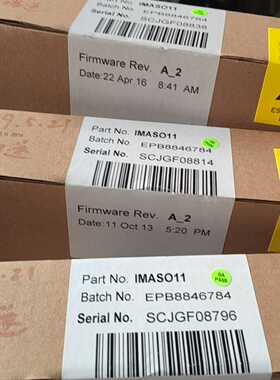 Batch No. EPB8846784
Serial No. SCJGF08838
Firmware Rev. A_2
Date:22 Apr 16 8:41 AM
Part No. IMASO11
Batch No. EPB8846784
Serial No. SCJGF08814
Firmware Rev. A_2
Date:11 Oct 13 5:20 PM
Part No. IMASO11
QA PASS
Batch No. EPB8846784
Serial No. SCJGF08796